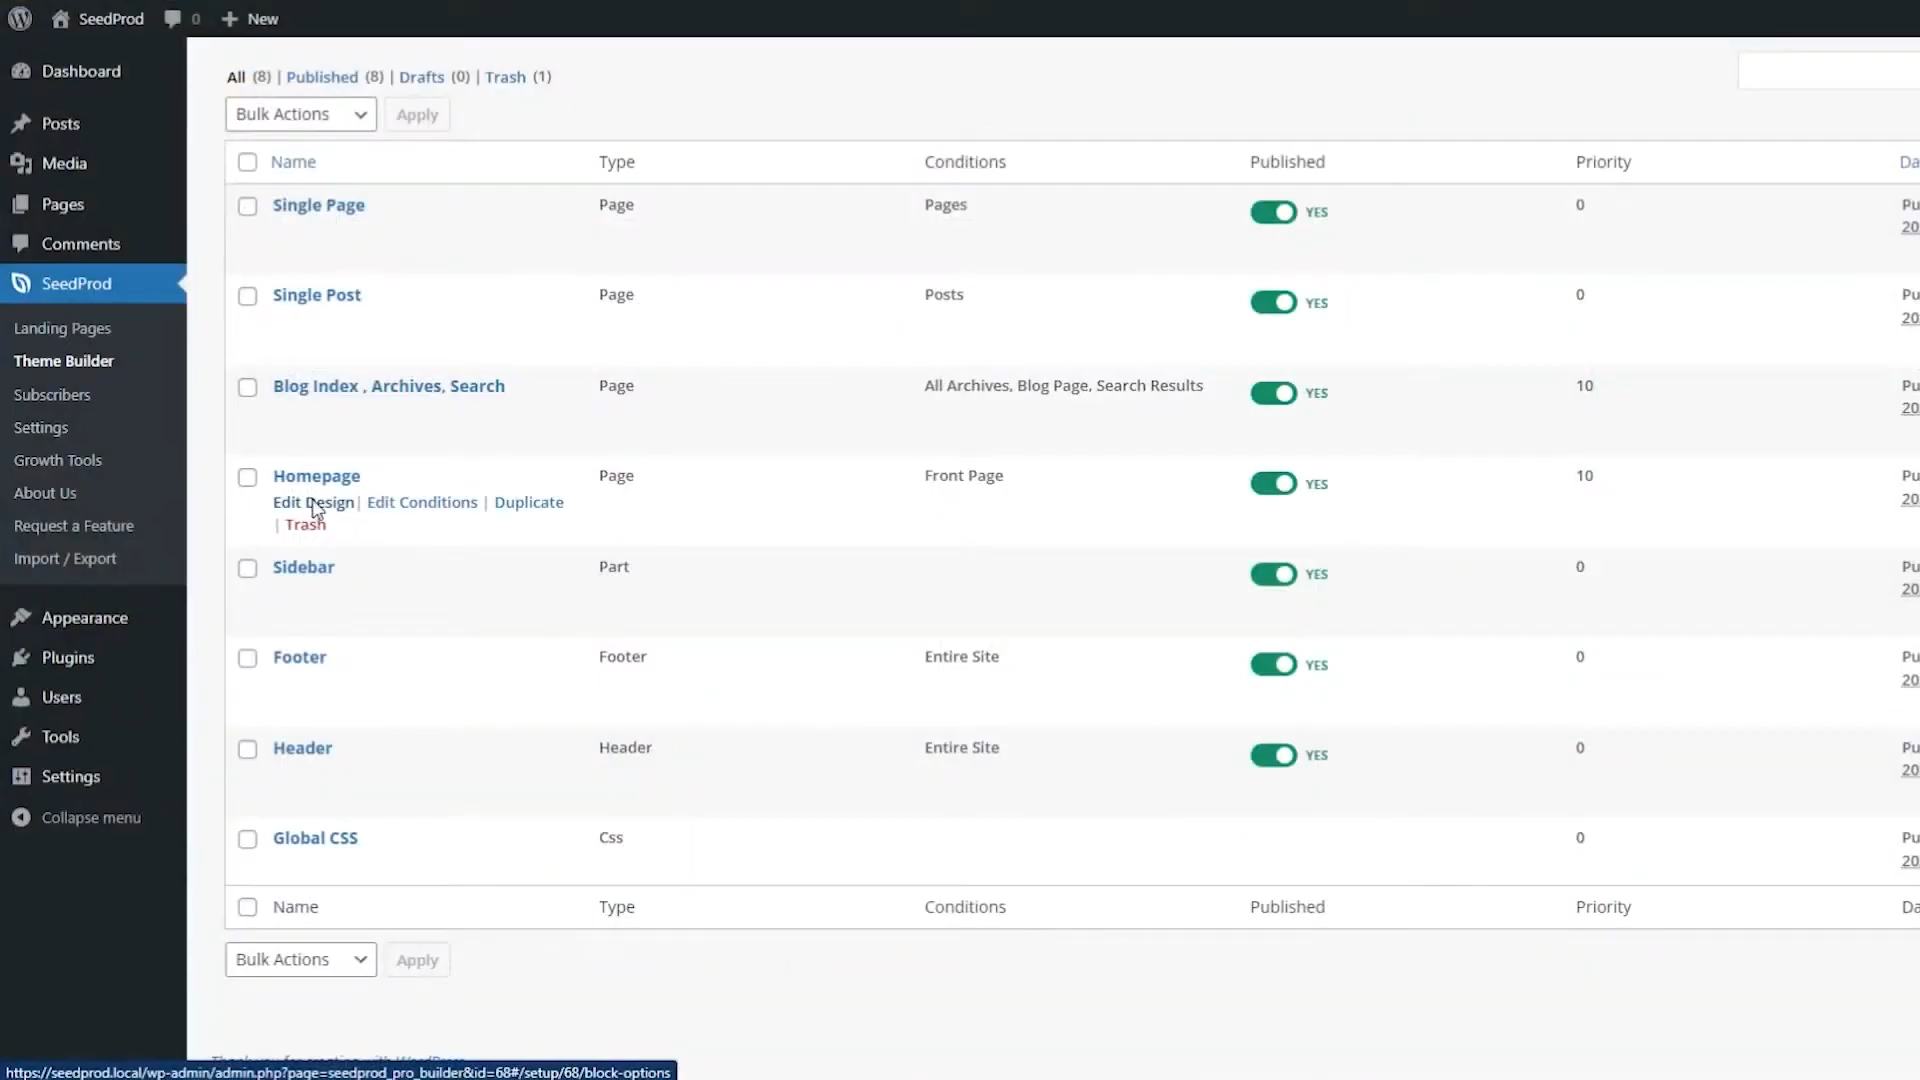 SeedProd 0 New
Dashboard
Posts
Media
Pages
Comments
SeedProd
Landing Pages
Theme Builder
Subscribers
Settings
Growth Tools
About Us
Request a Feature
Import / Export
Appearance
Plugins
Users
Tools
Settings
Collapse menu
All (8) | Published (8) | Drafts (0) | Trash (1)
Bulk Actions Apply
Name Type Conditions Published Priority Da
Single Page Page Pages YES 0 Pu
20
Single Post Page Posts YES 0 Pu
20
Blog Index , Archives, Search Page All Archives, Blog Page, Search Results YES 10 Pu
20
Homepage Page Front Page YES 10 Pu
Edit Design | Edit Conditions | Duplicate 20
| Trash
Sidebar Part YES 0 Pu
20
Footer Footer Entire Site YES 0 Pu
20
Header Header Entire Site YES 0 Pu
20
Global CSS Css 0 Pu
20
Name Type Conditions Published Priority Da
Bulk Actions Apply
Thank you for creating with WordPress
https://seedprod.local/wp-admin/admin.php?page=seedprod_pro_builder&id=68#/setup/68/block-options